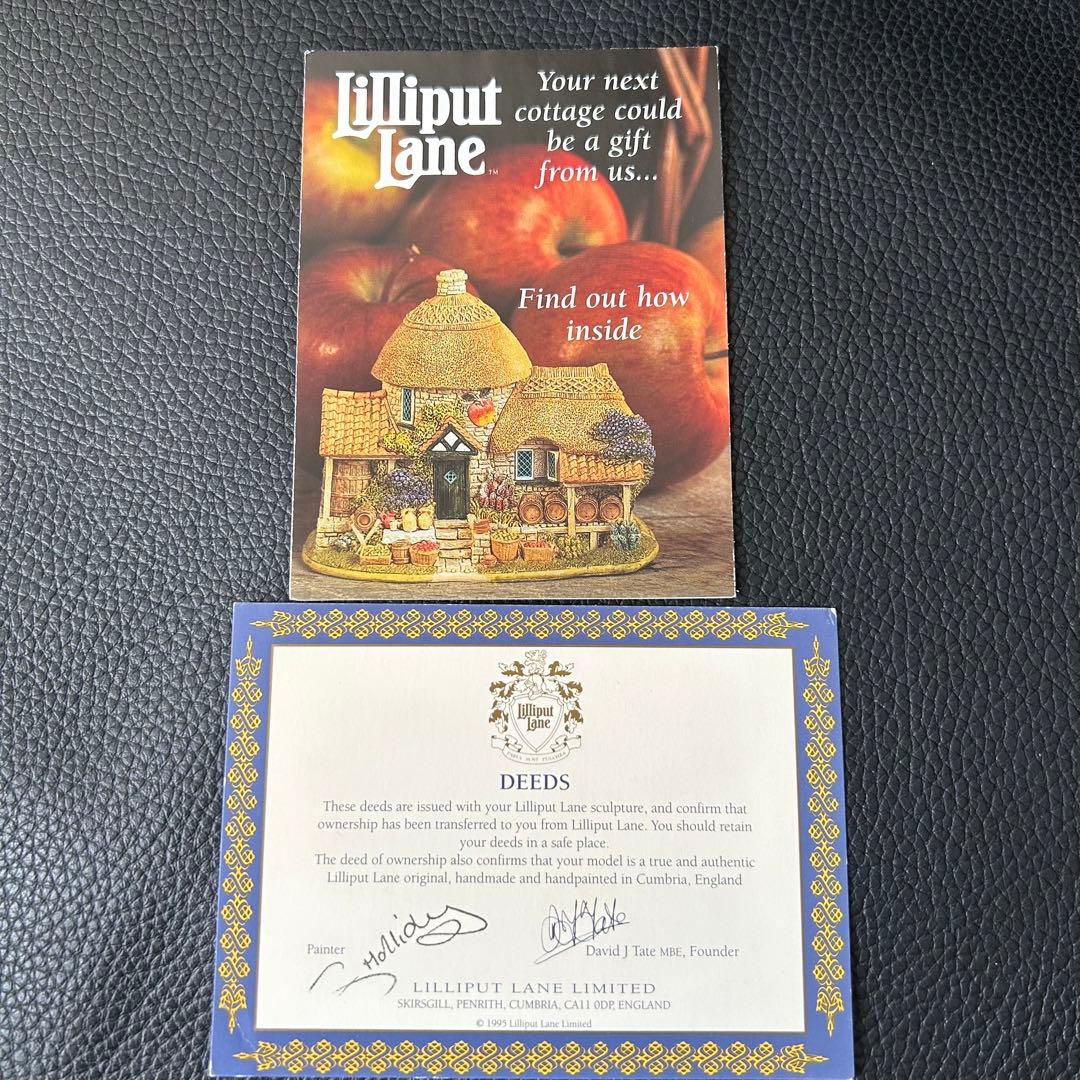 Lilliput
Lane™
Your next
cottage could
be a gift
from us...
Find out how
inside
Lilliput
Lane
DEEDS
These deeds are issued with your Lilliput Lane sculpture, and confirm that
ownership has been transferred to you from Lilliput Lane. You should retain
your deeds in a safe place.
The deed of ownership also confirms that your model is a true and authentic
Lilliput Lane original, handmade and handpainted in Cumbria, England
Painter
Holliday
David J Tate MBE, Founder
LILLIPUT LANE LIMITED
SKIRSGILL, PENRITH, CUMBRIA, CA11 0DP, ENGLAND
© 1995 Lilliput Lane Limited